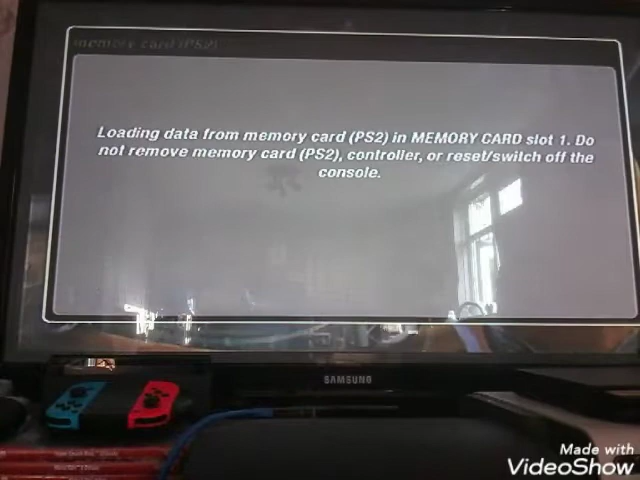 memory card (PS2)
Loading data from memory card (PS2) in MEMORY CARD slot 1. Do
not remove memory card (PS2), controller, or reset/switch off the
console.
SAMSUNG
Made with
VideoShow